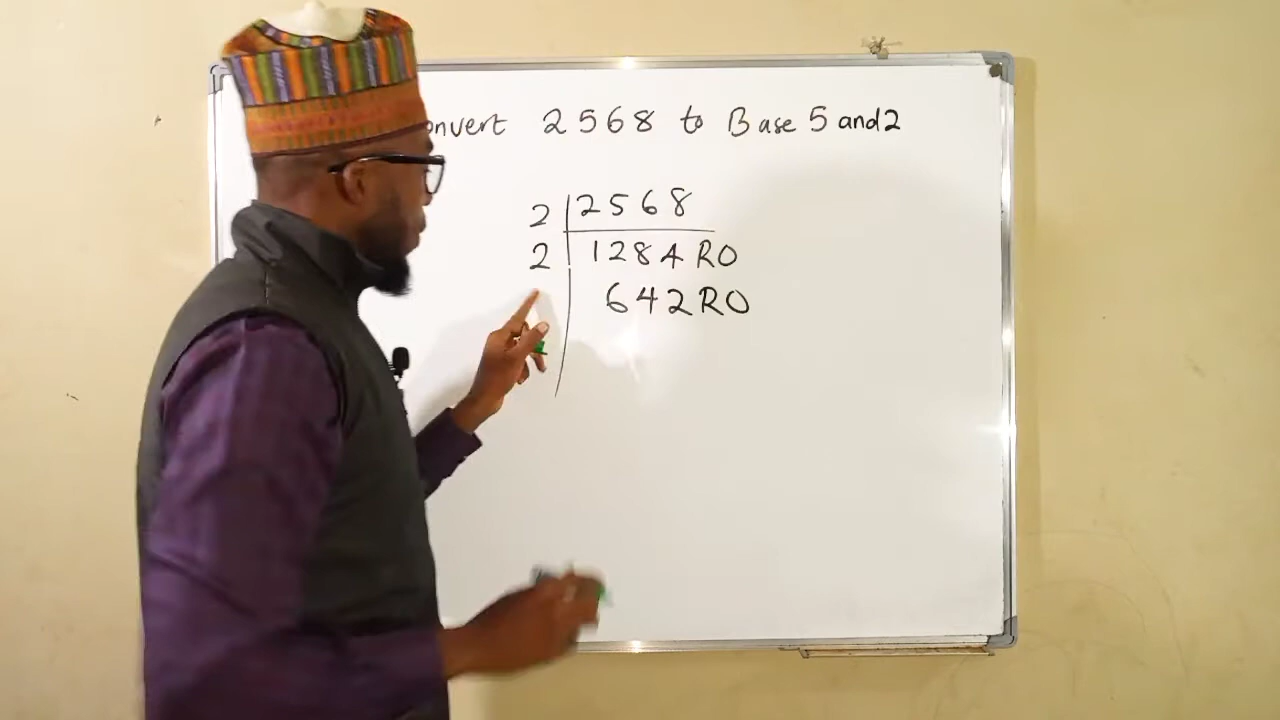 onvert 2568 to Base 5 and 2
2 2568
2 1284 R0
642 R0